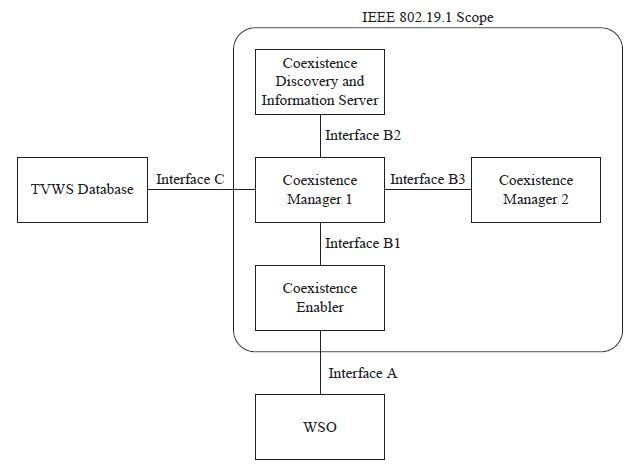 IEEE 802.19.1 Scope
Coexistence
Discovery and
Information Server
Interface B2
TVWS Database
Interface C
Coexistence
Manager 1
Interface B3
Coexistence
Manager 2
Interface B1
Coexistence
Enabler
Interface A
WSO